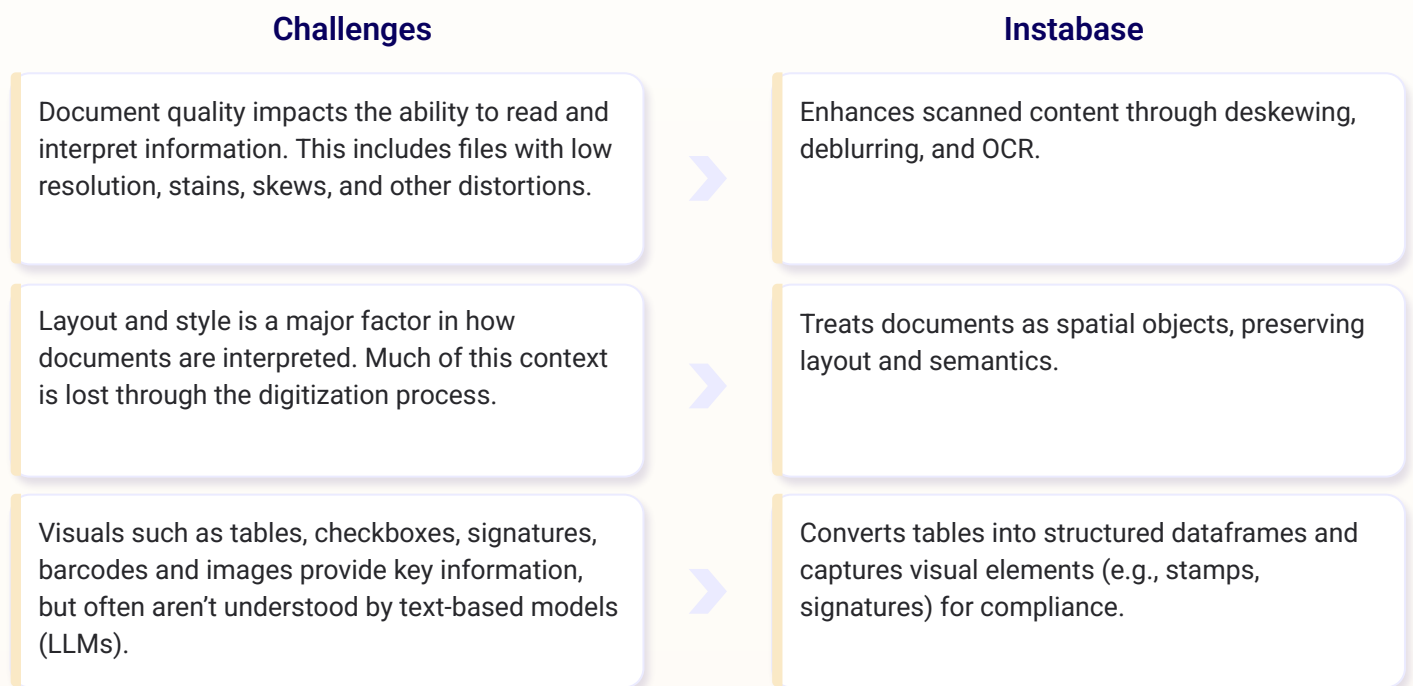 Challenges
Instabase
Document quality impacts the ability to read and
interpret information. This includes files with low
resolution, stains, skews, and other distortions.
Enhances scanned content through deskewing,
deblurring, and OCR.
Layout and style is a major factor in how
documents are interpreted. Much of this context
is lost through the digitization process.
Treats documents as spatial objects, preserving
layout and semantics.
Visuals such as tables, checkboxes, signatures,
barcodes and images provide key information,
but often aren’t understood by text-based models
(LLMs).
Converts tables into structured dataframes and
captures visual elements (e.g., stamps,
signatures) for compliance.